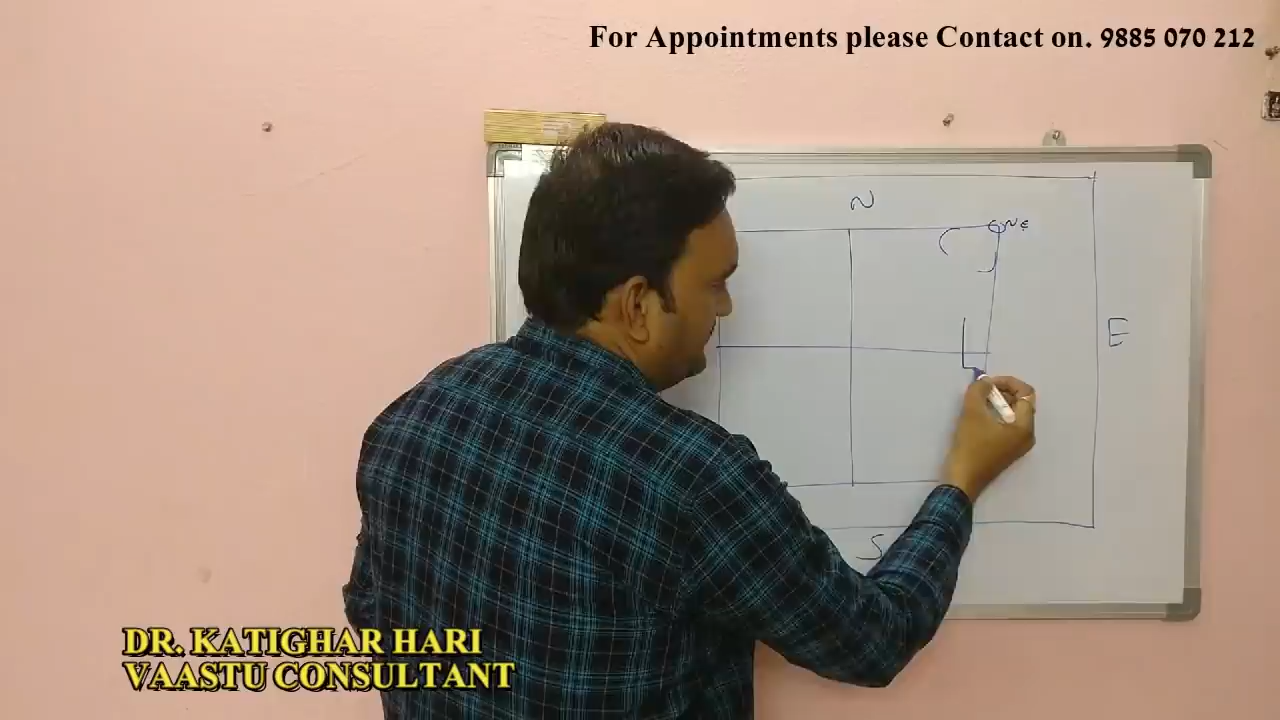 For Appointments please Contact on. 9885 070 212
N
Ne
E
S
DR. KATIGHAR HARI
VAASTU CONSULTANT